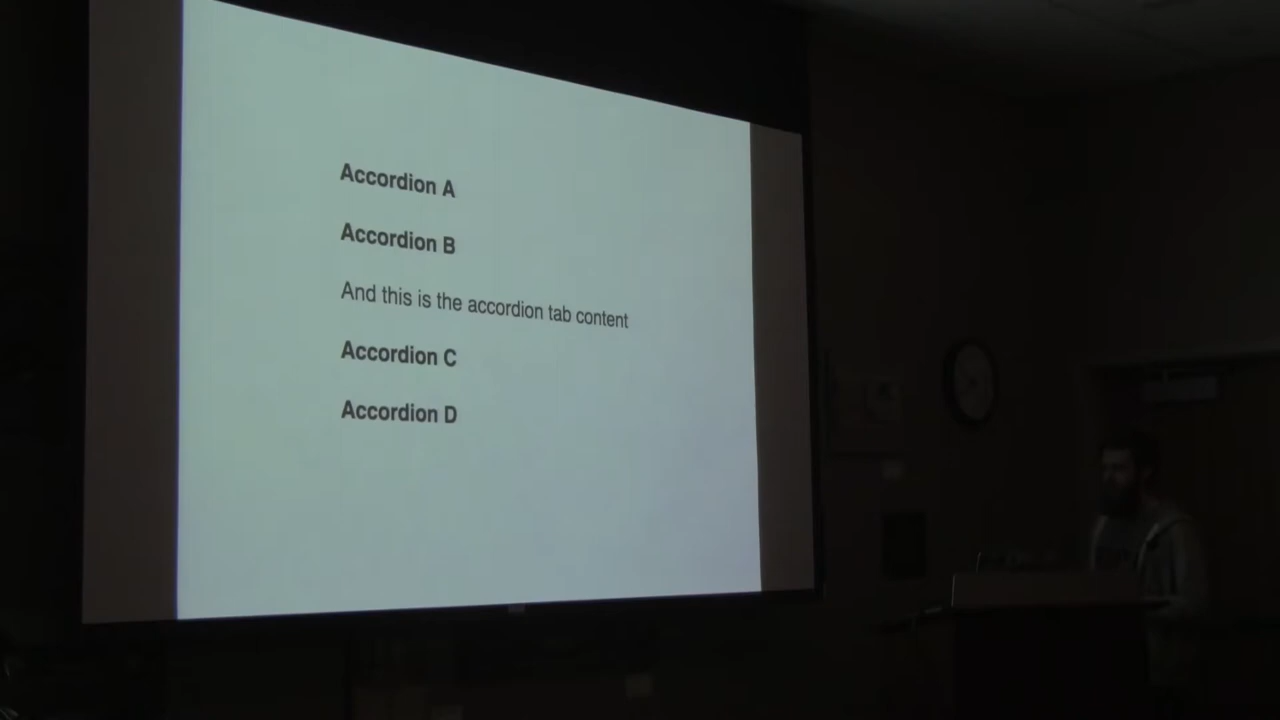 Accordion A
Accordion B
And this is the accordion tab content
Accordion C
Accordion D